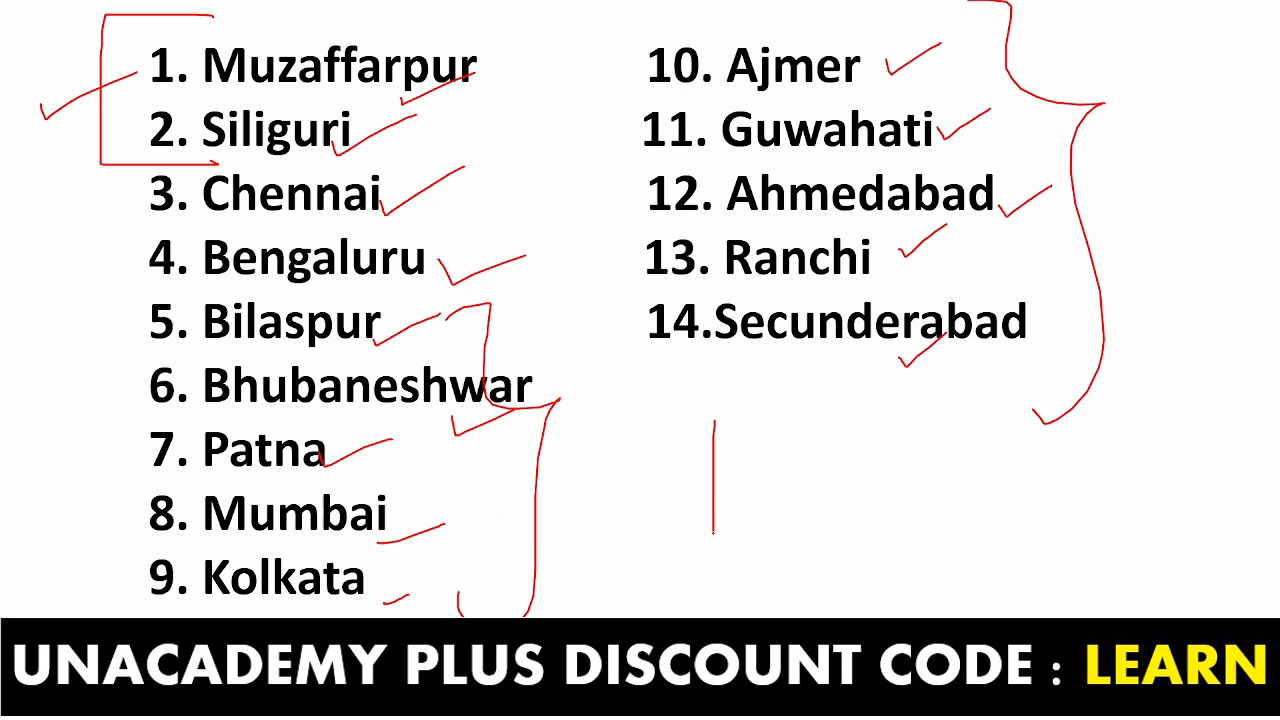 1. Muzaffarpur
2. Siliguri
3. Chennai
4. Bengaluru
5. Bilaspur
6. Bhubaneshwar
7. Patna
8. Mumbai
9. Kolkata
10. Ajmer
11. Guwahati
12. Ahmedabad
13. Ranchi
14.Secunderabad
UNACADEMY PLUS DISCOUNT CODE : LEARN